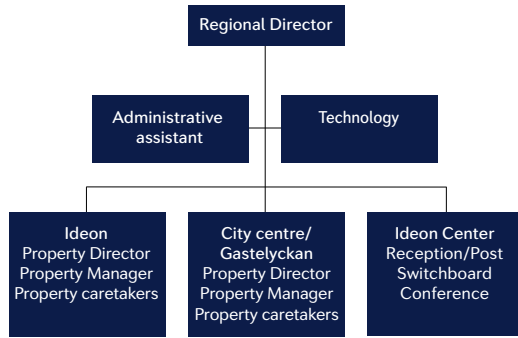 Regional Director
Administrative
assistant
Technology
Ideon
Property Director
Property Manager
Property caretakers
City centre/
Gastelyckan
Property Director
Property Manager
Property caretakers
Ideon Center
Reception/Post
Switchboard
Conference